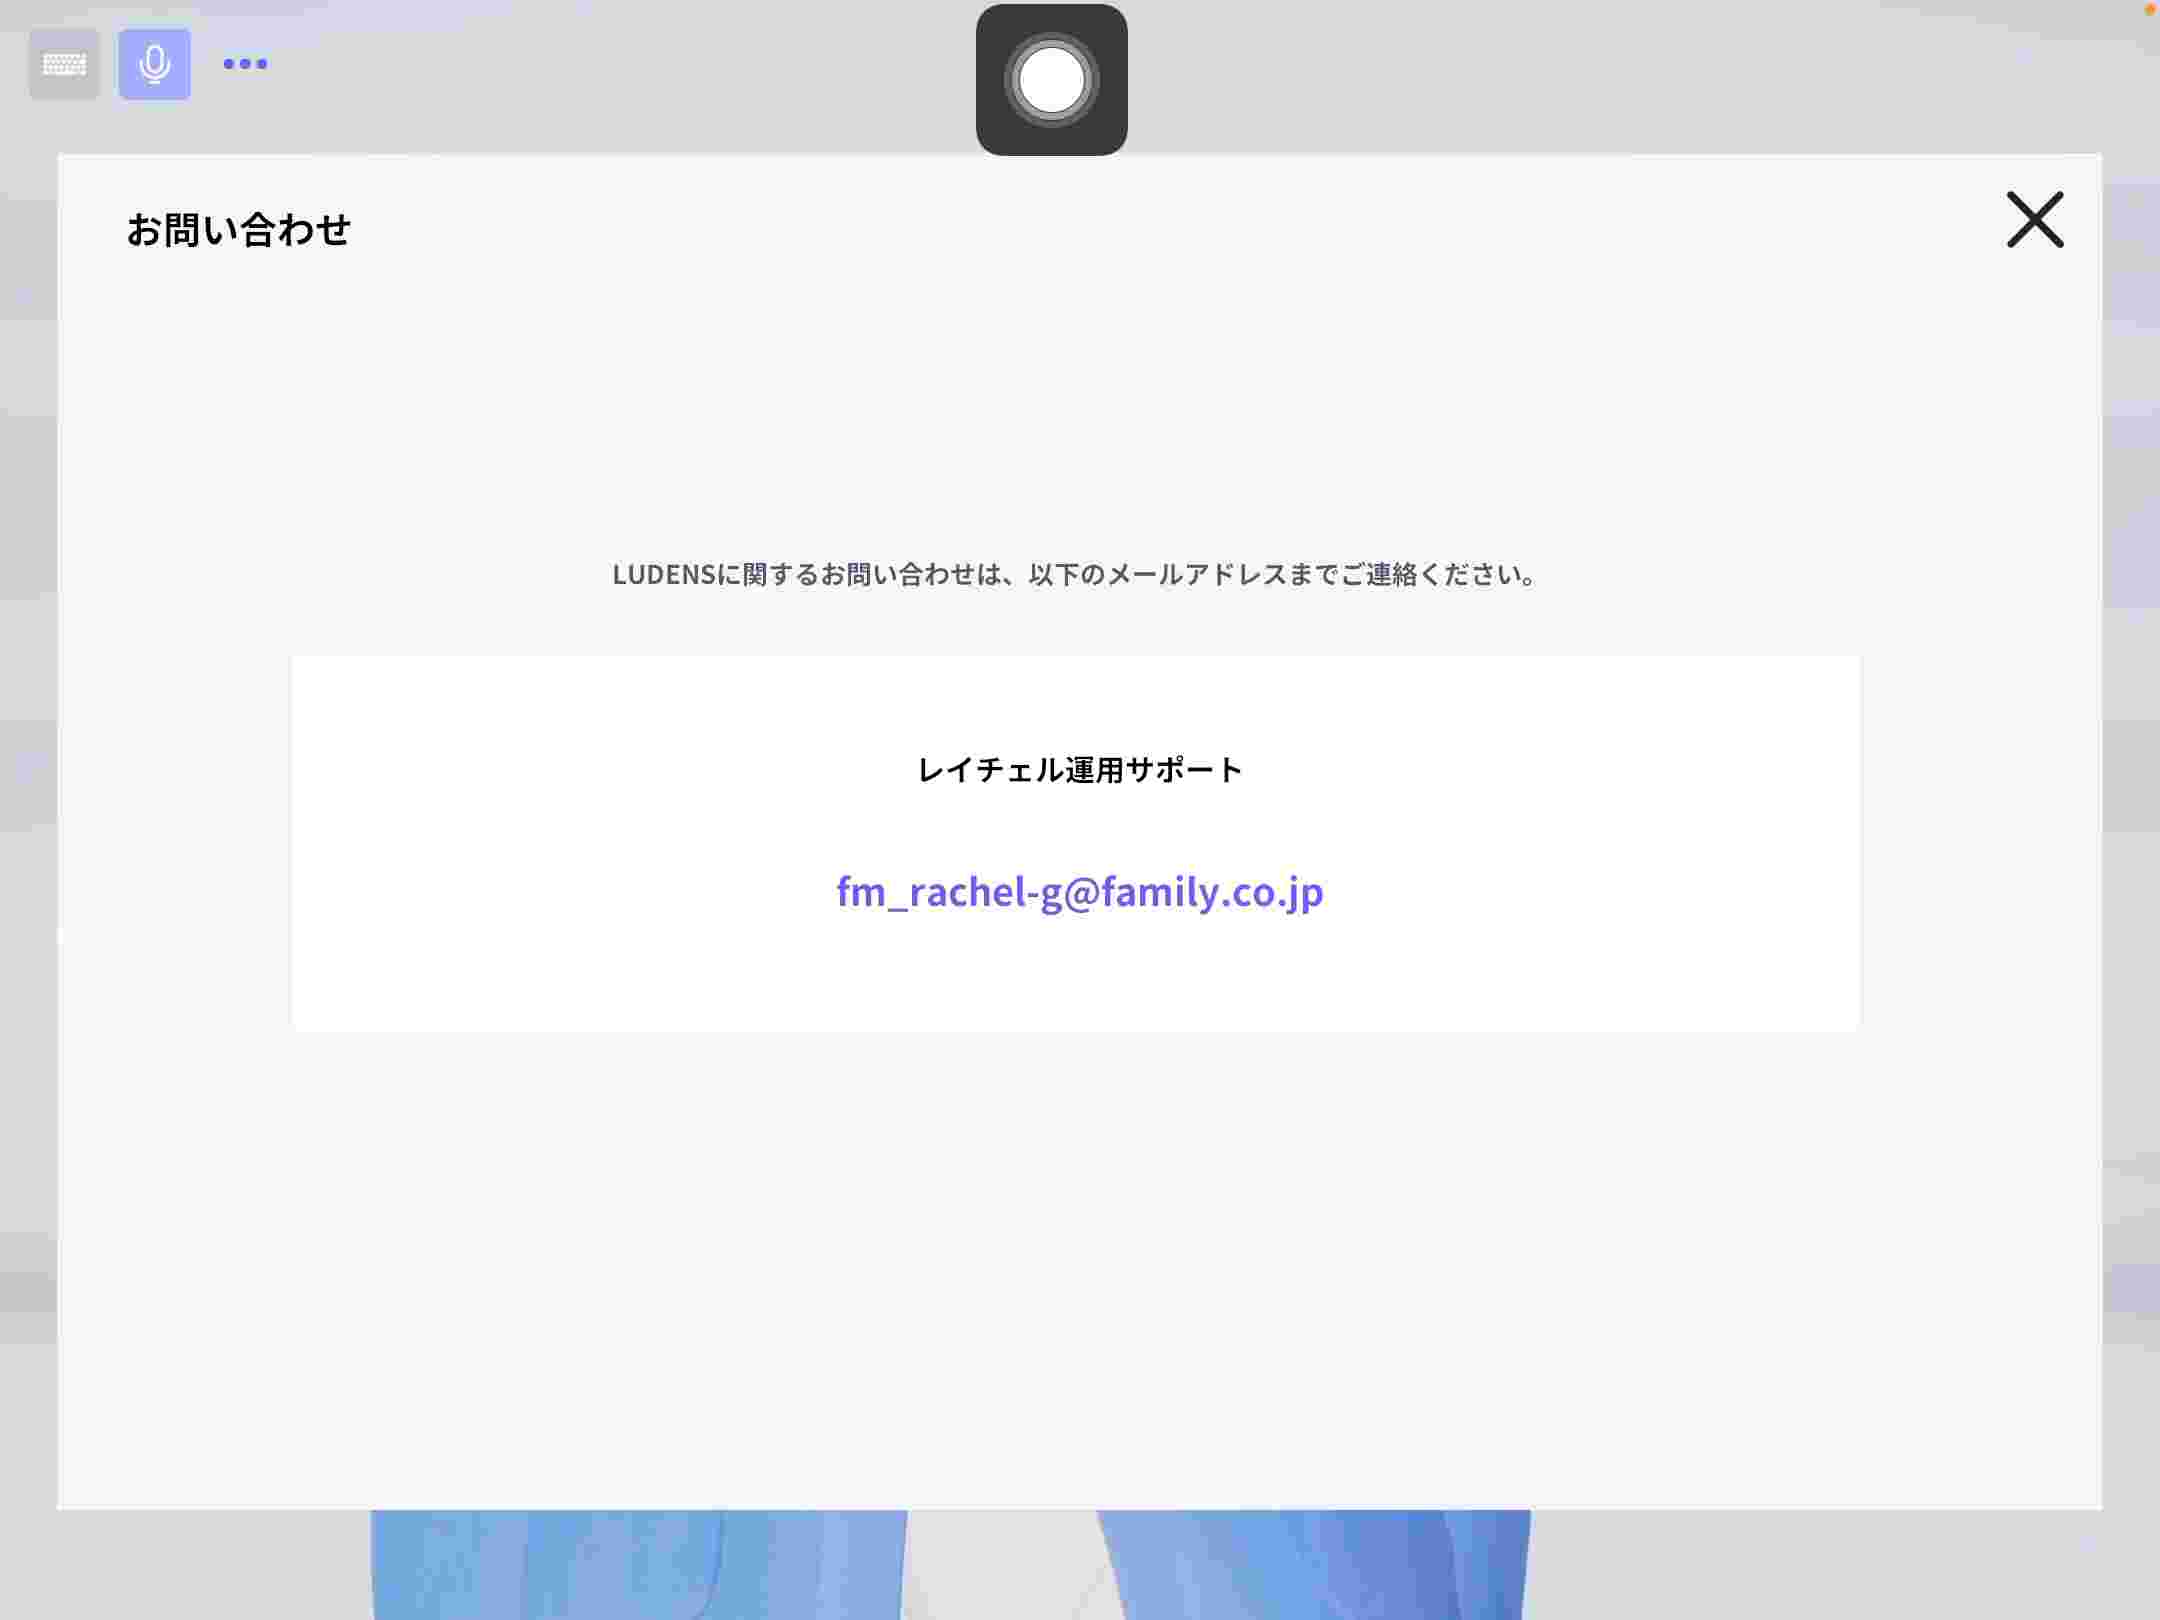 お問い合わせ
LUDENSに関するお問い合わせは、以下のメールアドレスまでご連絡ください。
レイチェル運用サポート
fm_rachel-g@family.co.jp